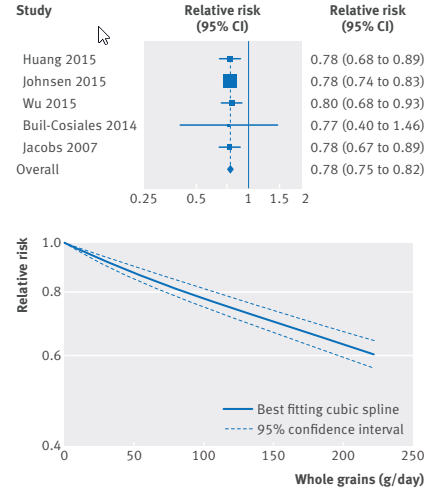 Study Relative risk (95% CI) Relative risk (95% CI)
Huang 2015 0.78 (0.68 to 0.89)
Johnsen 2015 0.78 (0.74 to 0.83)
Wu 2015 0.80 (0.68 to 0.93)
Buil-Cosiales 2014 0.77 (0.40 to 1.46)
Jacobs 2007 0.78 (0.67 to 0.89)
Overall 0.78 (0.75 to 0.82)
0.25 0.5 1 1.5 2
Relative risk
1.0
0.8
0.6
0.4
Best fitting cubic spline
95% confidence interval
0 50 100 150 200 250
Whole grains (g/day)